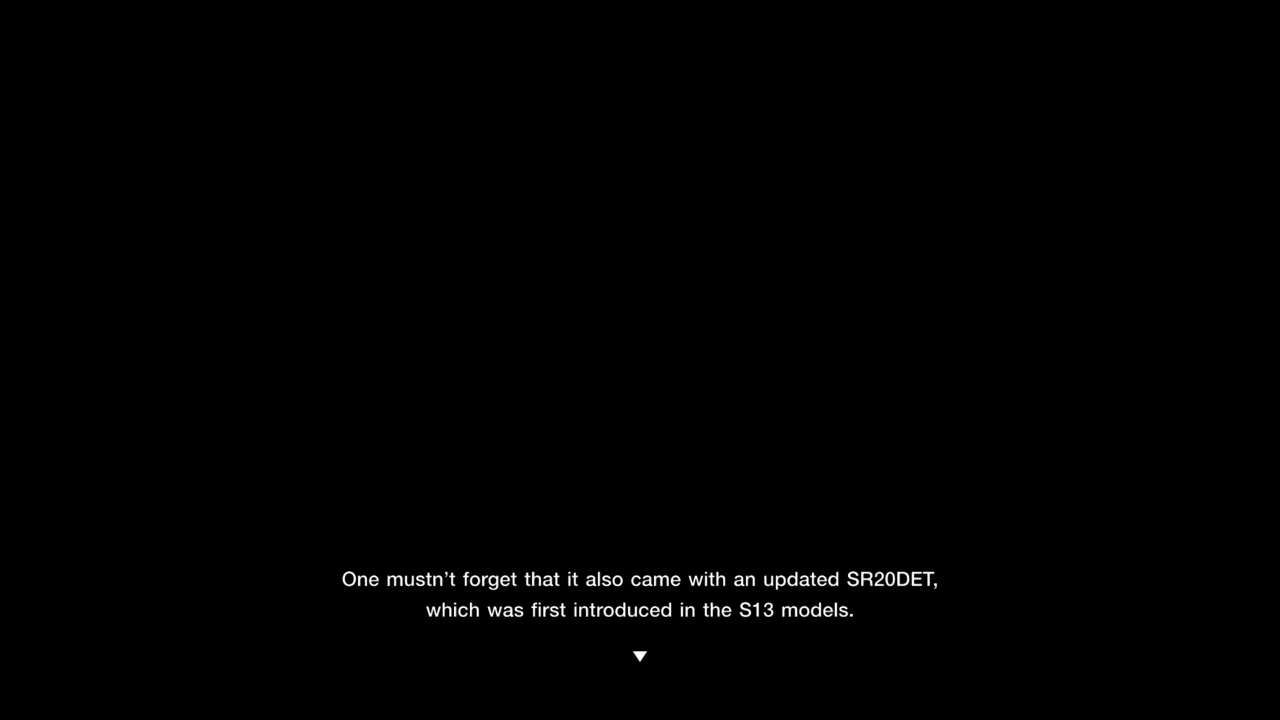 One mustn’t forget that it also came with an updated SR20DET,
which was first introduced in the S13 models.